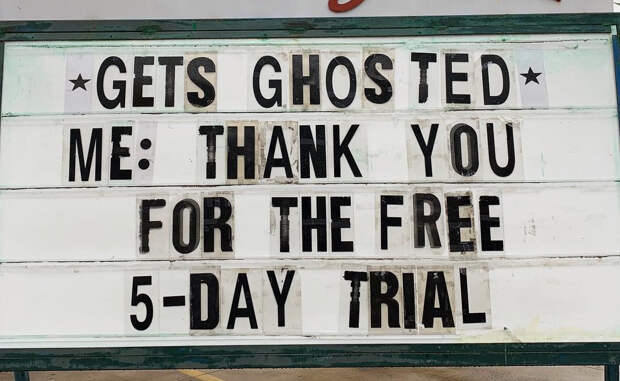 ★GETS GHOSTED★
ME: THANK YOU
FOR THE FREE
5-DAY TRIAL